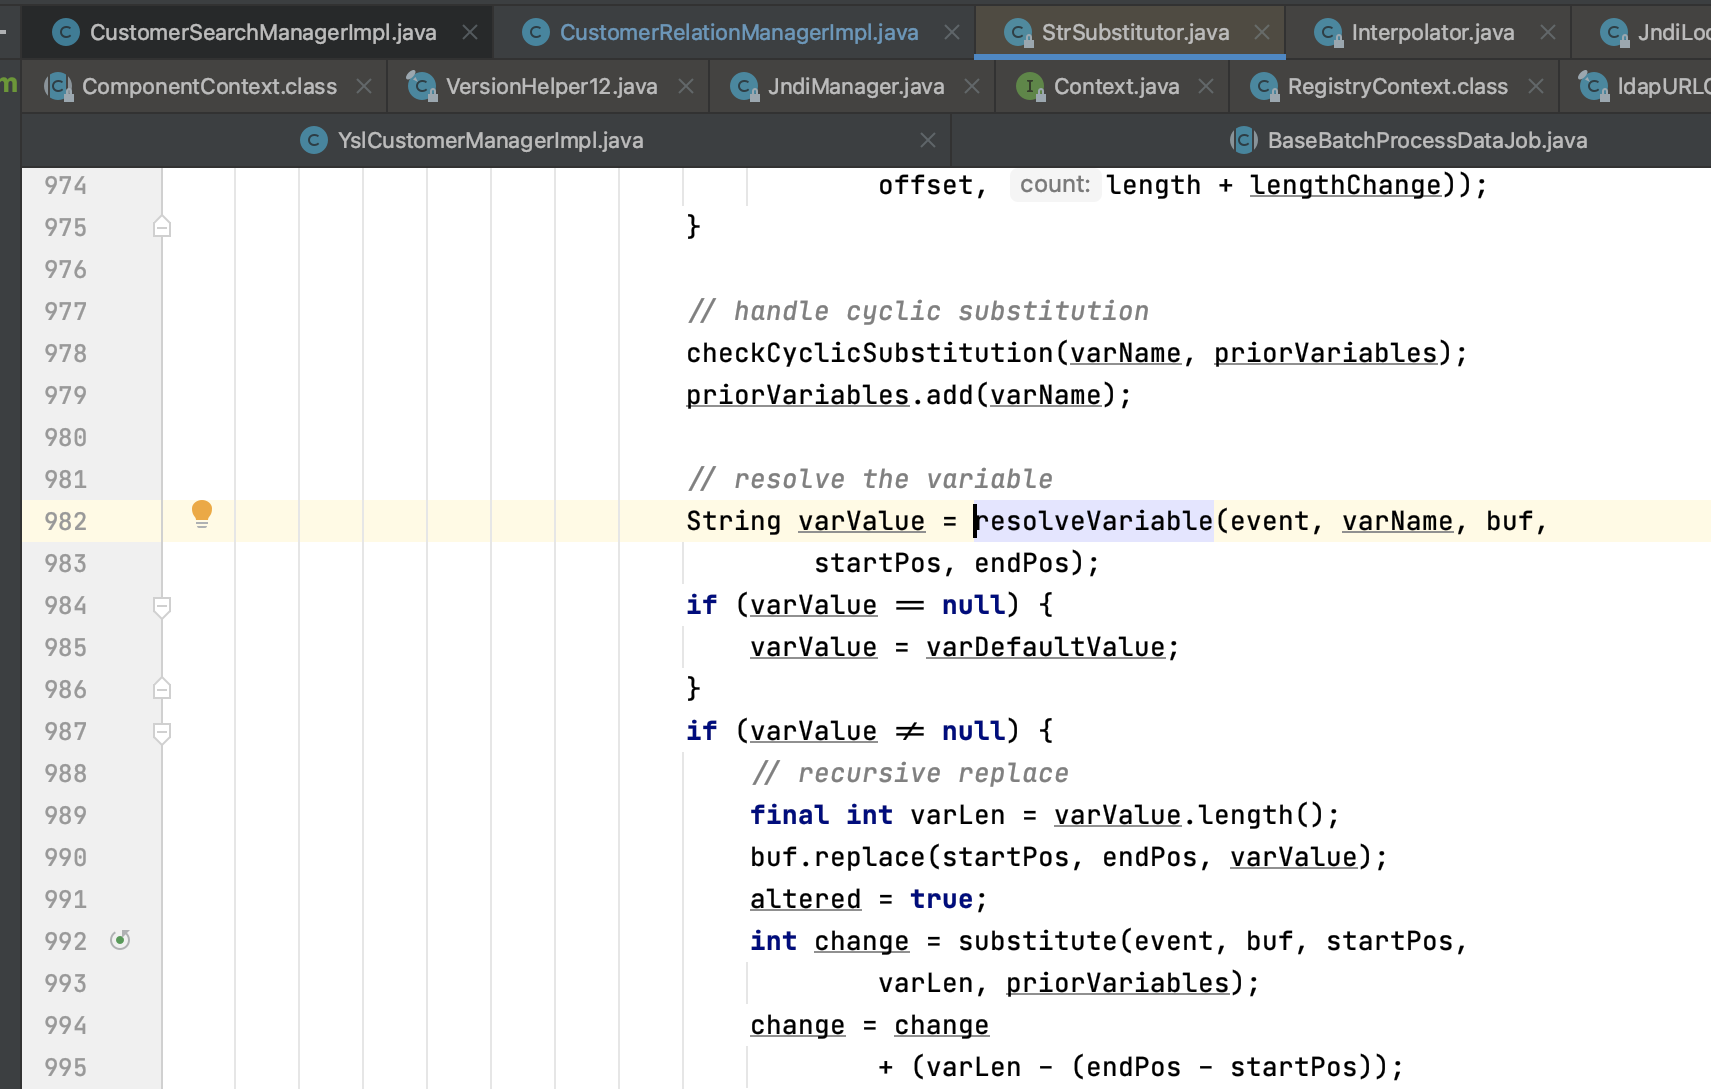 CustomerSearchManagerImpl.java CustomerRelationManagerImpl.java StrSubstitutor.java Interpolator.java JndiLoo
m ComponentContext.class VersionHelper12.java JndiManager.java Context.java RegistryContext.class ldapURLC
YslCustomerManagerImpl.java BaseBatchProcessDataJob.java
974 offset, count: length + lengthChange));
975 }
976
977 // handle cyclic substitution
978 checkCyclicSubstitution(varName, priorVariables);
979 priorVariables.add(varName);
980
981 // resolve the variable
982 String varValue = resolveVariable(event, varName, buf,
983 startPos, endPos);
984 if (varValue == null) {
985 varValue = varDefaultValue;
986 }
987 if (varValue != null) {
988 // recursive replace
989 final int varLen = varValue.length();
990 buf.replace(startPos, endPos, varValue);
991 altered = true;
992 int change = substitute(event, buf, startPos,
993 varLen, priorVariables);
994 change = change
995 + (varLen - (endPos - startPos));